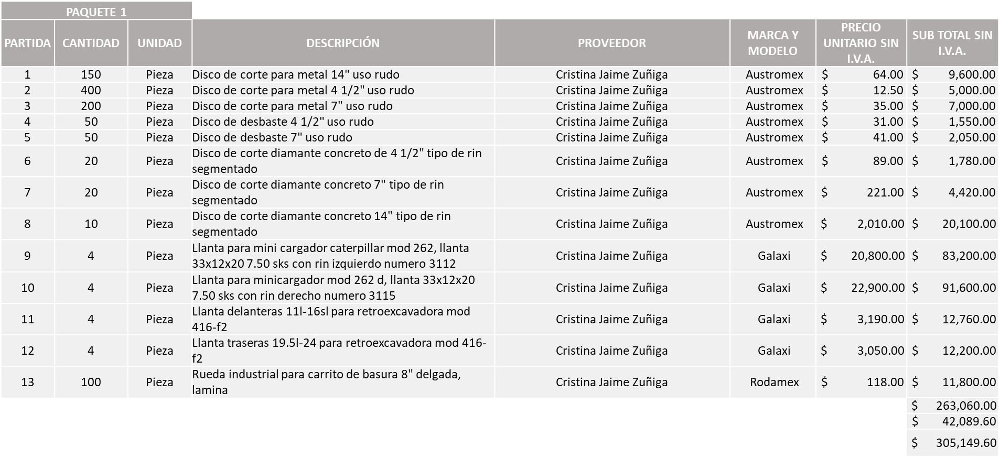 PAQUETE 1
PARTIDA CANTIDAD UNIDAD DESCRIPCIÓN PROVEEDOR MARCA Y MODELO PRECIO UNITARIO SIN I.V.A. SUB TOTAL SIN I.V.A.
1 150 Pieza Disco de corte para metal 14" uso rudo Cristina Jaime Zuñiga Austromex $ 64.00 $ 9,600.00
2 400 Pieza Disco de corte para metal 4 1/2" uso rudo Cristina Jaime Zuñiga Austromex $ 12.50 $ 5,000.00
3 200 Pieza Disco de corte para metal 7" uso rudo Cristina Jaime Zuñiga Austromex $ 35.00 $ 7,000.00
4 50 Pieza Disco de desbaste 4 1/2" uso rudo Cristina Jaime Zuñiga Austromex $ 31.00 $ 1,550.00
5 50 Pieza Disco de desbaste 7" uso rudo Cristina Jaime Zuñiga Austromex $ 41.00 $ 2,050.00
6 20 Pieza Disco de corte diamante concreto de 4 1/2" tipo de rin segmentado Cristina Jaime Zuñiga Austromex $ 89.00 $ 1,780.00
7 20 Pieza Disco de corte diamante concreto 7" tipo de rin segmentado Cristina Jaime Zuñiga Austromex $ 221.00 $ 4,420.00
8 10 Pieza Disco de corte diamante concreto 14" tipo de rin segmentado Cristina Jaime Zuñiga Austromex $ 2,010.00 $ 20,100.00
9 4 Pieza Llanta para mini cargador caterpillar mod 262, llanta 33x12x20 7.50 sks con rin izquierdo numero 3112 Cristina Jaime Zuñiga Galaxi $ 20,800.00 $ 83,200.00
10 4 Pieza Llanta para minicargador mod 262 d, llanta 33x12x20 7.50 sks con rin derecho numero 3115 Cristina Jaime Zuñiga Galaxi $ 22,900.00 $ 91,600.00
11 4 Pieza Llanta delanteras 11l-16sl para retroexcavadora mod 416-f2 Cristina Jaime Zuñiga Galaxi $ 3,190.00 $ 12,760.00
12 4 Pieza Llanta traseras 19.5l-24 para retroexcavadora mod 416-f2 Cristina Jaime Zuñiga Galaxi $ 3,050.00 $ 12,200.00
13 100 Pieza Rueda industrial para carrito de basura 8" delgada, lamina Cristina Jaime Zuñiga Rodamex $ 118.00 $ 11,800.00
$ 263,060.00
$ 42,089.60
$ 305,149.60